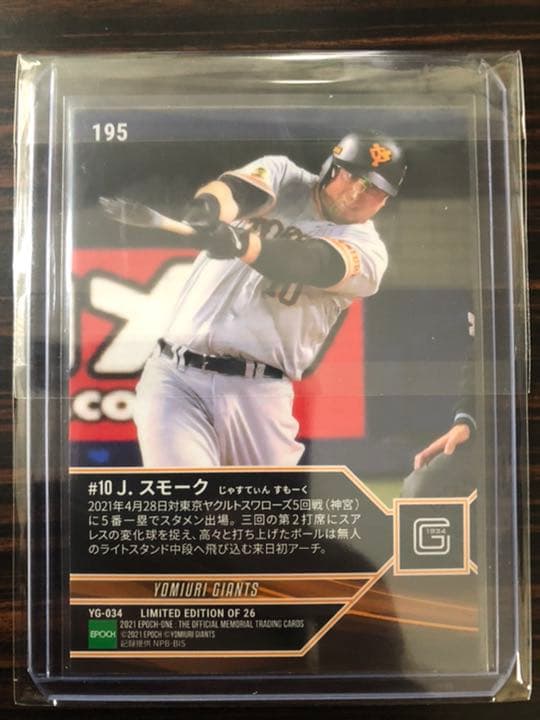 195
#10 J. スモーク じゃすてぃん すもーく
2021年4月28日対東京ヤクルトスワローズ5回戦(神宮)
に5番一塁でスタメン出場。三回の第2打席にスア
レスの変化球を捉え、高々と打ち上げたボールは無人
のライトスタンド中段へ飛び込む来日初アーチ。
1934
G
YOMIURI GIANTS
YG-034 LIMITED EDITION OF 26
EPOCH
2021 EPOCH-ONE : THE OFFICIAL MEMORIAL TRADING CARDS
©2021 EPOCH ©YOMIURI GIANTS
記録提供 NPB-BIS